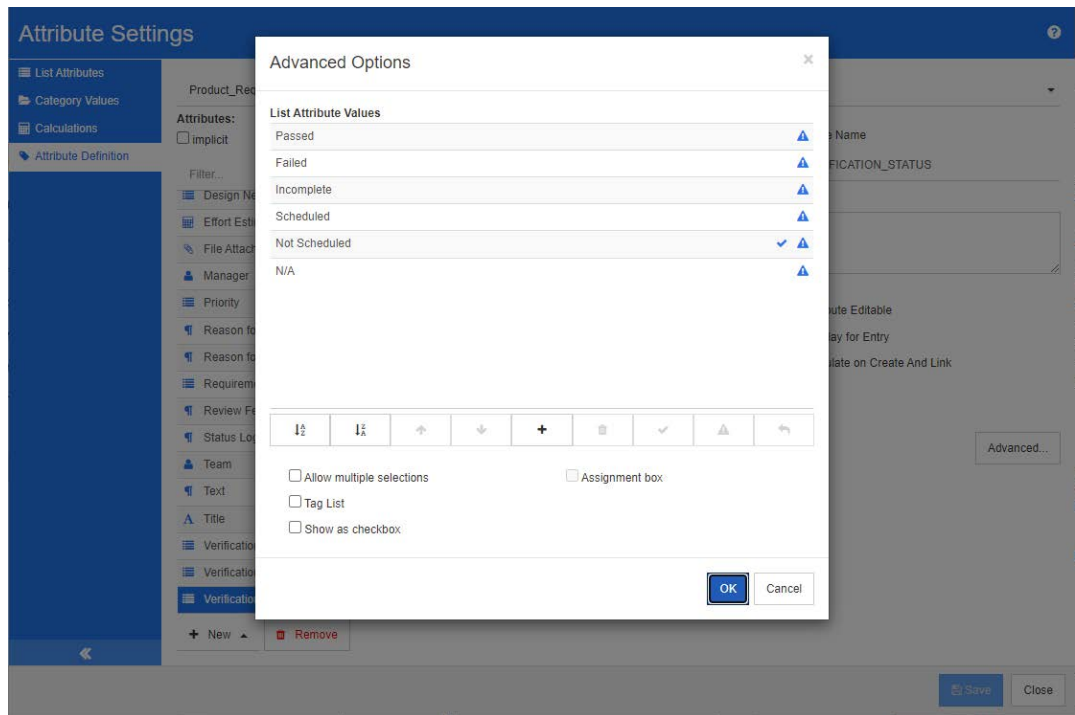 Attribute Settings
List Attributes
Category Values
Calculations
Attribute Definition
Product_Req
Attributes:
implicit
Filter...
Design Ne
Effort Esti
File Attach
Manager
Priority
Reason fo
Reason fo
Requirem
Review Fe
Status Log
Team
Text
Title
Verification
Verification
Verification
+ New
Remove
Advanced Options
List Attribute Values
Passed
Failed
Incomplete
Scheduled
Not Scheduled
N/A
Allow multiple selections
Assignment box
Tag List
Show as checkbox
OK
Cancel
e Name
FICATION_STATUS
ute Editable
lay for Entry
ulate on Create And Link
Advanced...
Save
Close